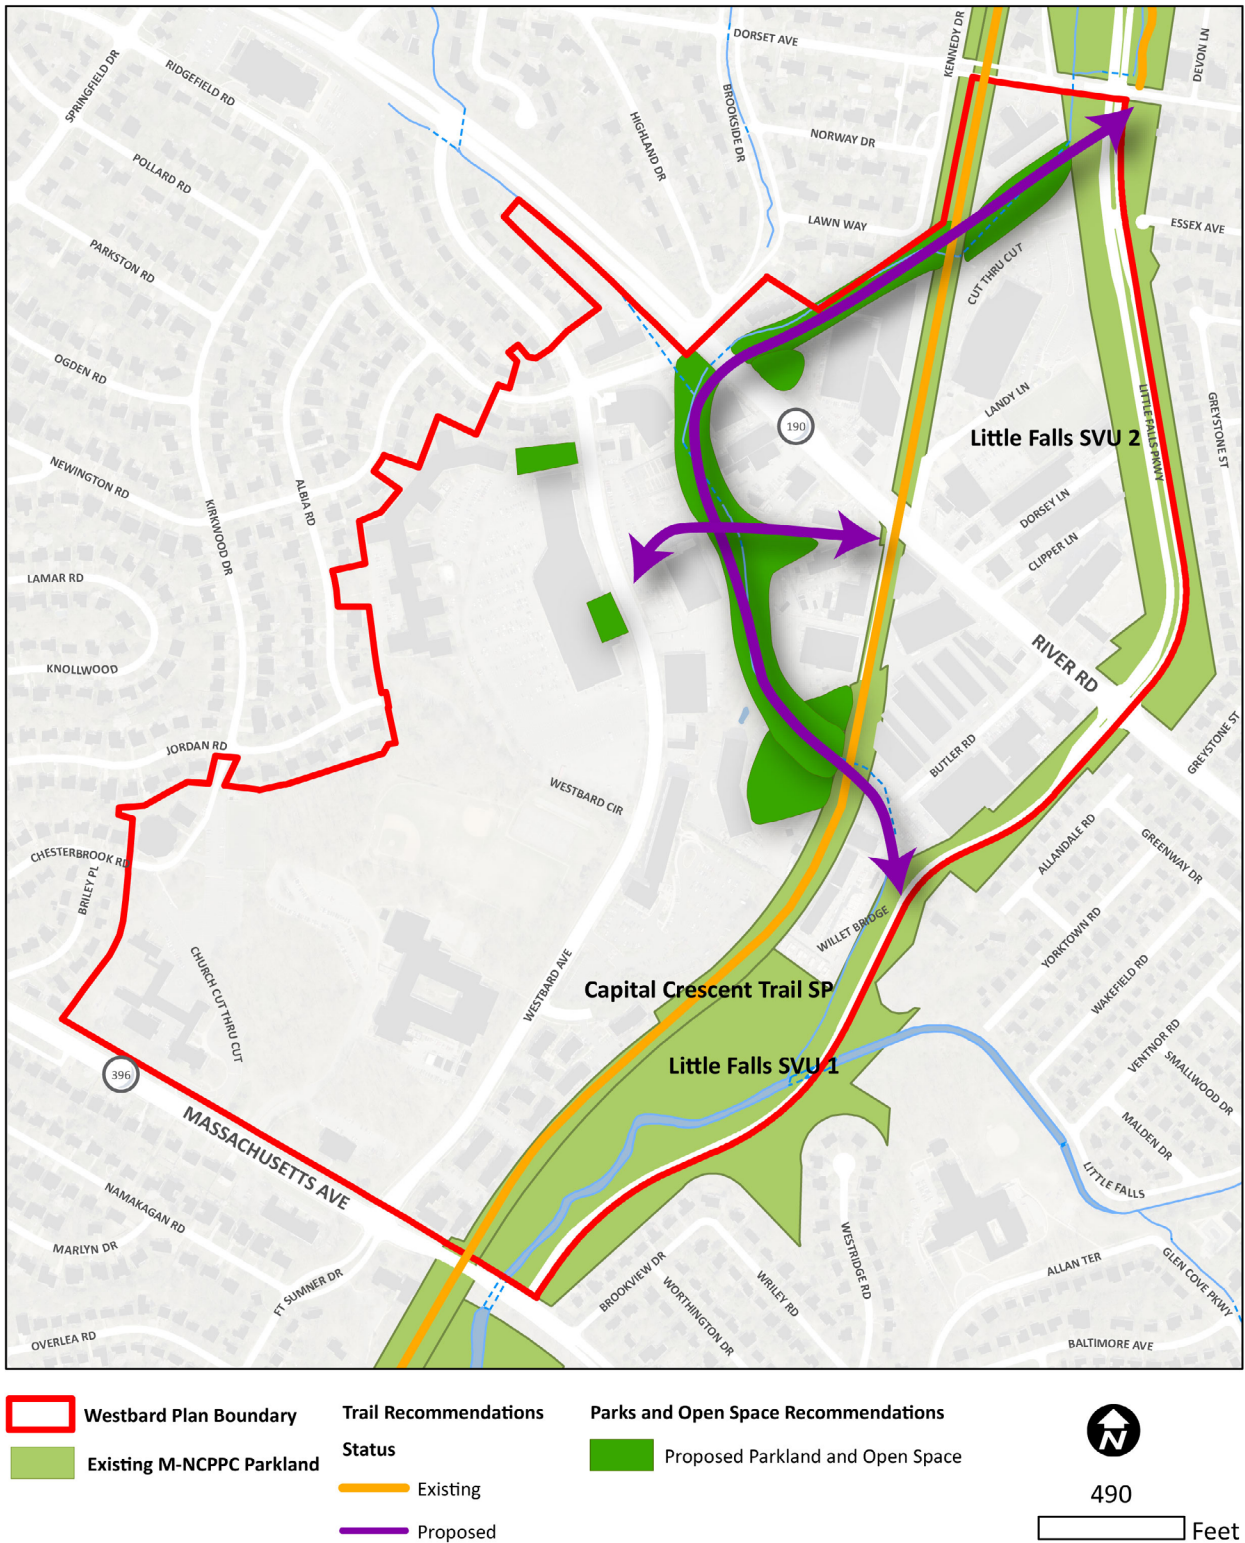 DORSET AVE
KENNEDY DR
DEVON LN
SPRINGFIELD DR
RIDGEFIELD RD
HIGHLAND DR
BROOKSIDE DR
NORWAY DR
POLLARD RD
LAWN WAY
ESSEX AVE
PARKSTON RD
CUT THRU CUT
OGDEN RD
LANDY LN
LITTLE FALLS PKWY
GREYSTONE ST
190
Little Falls SVU 2
NEWINGTON RD
ALBIA RD
KIRKWOOD DR
DORSEY LN
CLIPPER LN
LAMAR RD
KNOLLWOOD
RIVER RD
JORDAN RD
BUTLER RD
GREYSTONE ST
WESTBARD CIR
ALLANDALE RD
GREENWAY DR
CHESTERBROOK RD
BRILEY PL
WILLET BRIDGE
YORKTOWN RD
CHURCH CUT THRU CUT
WESTBARD AVE
Capital Crescent Trail SP
WAKEFIELD RD
Little Falls SVU 1
VENTNOR RD
SMALLWOOD DR
396
MASSACHUSETTS AVE
MALDEN DR
LITTLE FALLS
NAMAKAGAN RD
MARLYN DR
FT SUMNER DR
OVERLEA RD
BROOKVIEW DR
WORTHINGTON DR
WRILEY RD
WESTRIDGE RD
ALLAN TER
GLEN COVE PKWY
BALTIMORE AVE
Westbard Plan Boundary
Existing M-NCPPC Parkland
Trail Recommendations
Status
Existing
Proposed
Parks and Open Space Recommendations
Proposed Parkland and Open Space
N
490
Feet